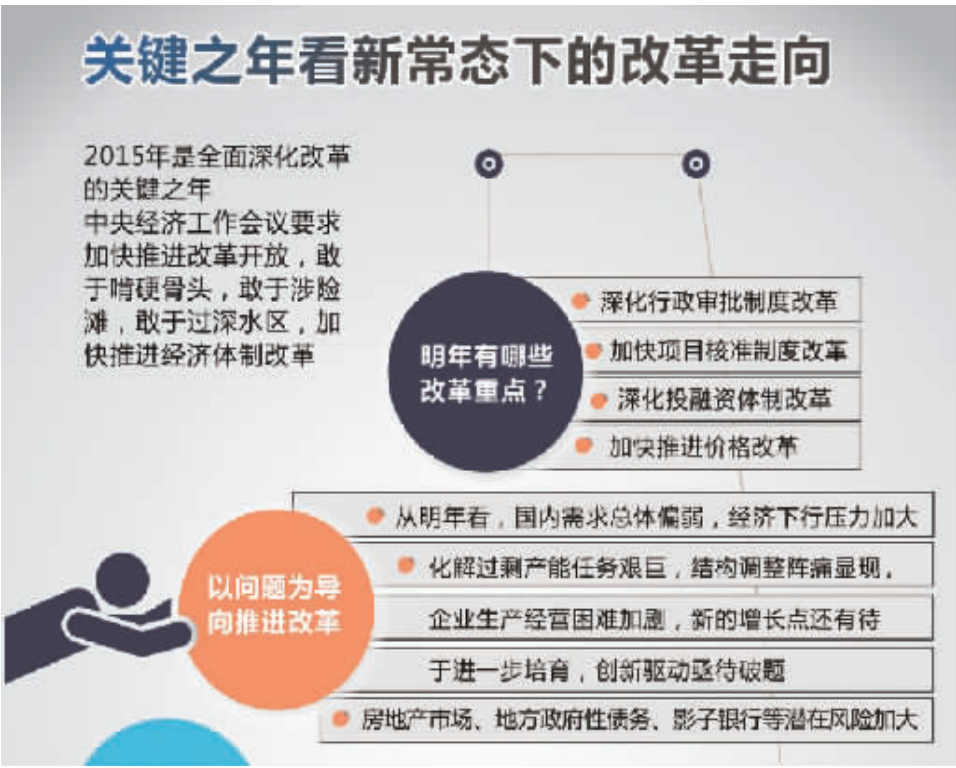 关键之年看新常态下的改革走向
2015年是全面深化改革
的关键之年
中央经济工作会议要求
加快推进改革开放，敢
于啃硬骨头，敢于涉险
滩，敢于过深水区，加
快推进经济体制改革
明年有哪些
改革重点？
深化行政审批制度改革
加快项目核准制度改革
深化投融资体制改革
加快推进价格改革
以问题为导
向推进改革
从明年看，国内需求总体偏弱，经济下行压力加大
化解过剩产能任务艰巨，结构调整阵痛显现，
企业生产经营困难加剧，新的增长点还有待
于进一步培育，创新驱动亟待破题
房地产市场、地方政府性债务、影子银行等潜在风险加大